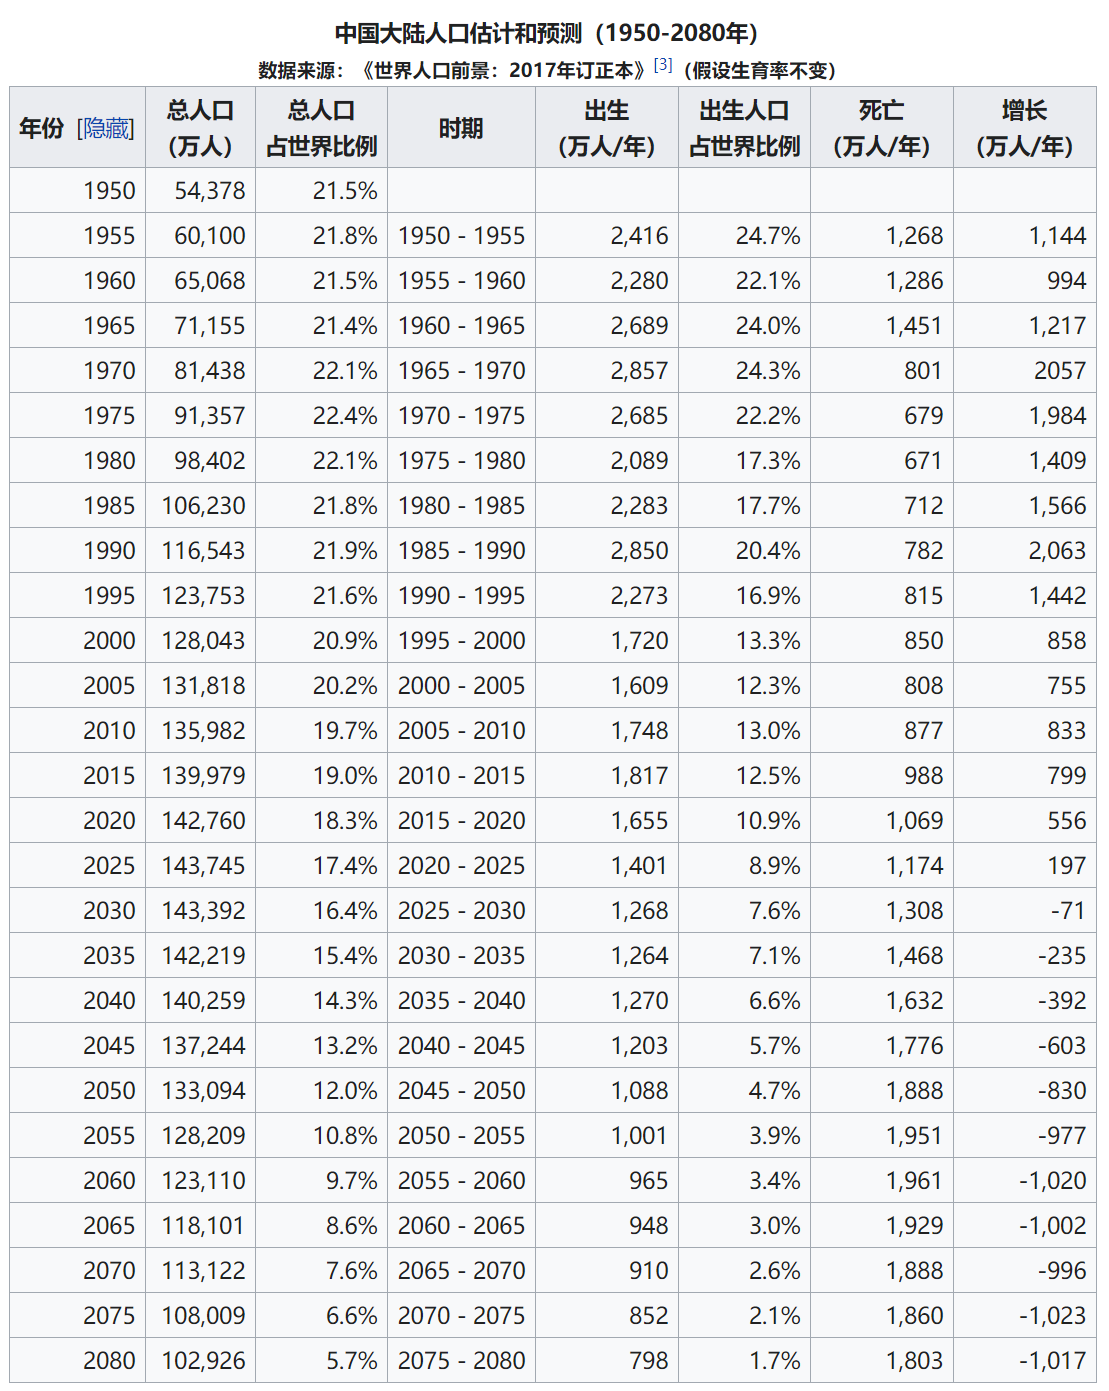 中国大陆人口估计和预测（1950-2080年）
数据来源：《世界人口前景：2017年订正本》[3]（假设生育率不变）
年份 [隐藏] 总人口（万人） 总人口占世界比例 时期 出生（万人/年） 出生人口占世界比例 死亡（万人/年） 增长（万人/年）
1950 54,378 21.5%
1955 60,100 21.8% 1950 - 1955 2,416 24.7% 1,268 1,144
1960 65,068 21.5% 1955 - 1960 2,280 22.1% 1,286 994
1965 71,155 21.4% 1960 - 1965 2,689 24.0% 1,451 1,217
1970 81,438 22.1% 1965 - 1970 2,857 24.3% 801 2057
1975 91,357 22.4% 1970 - 1975 2,685 22.2% 679 1,984
1980 98,402 22.1% 1975 - 1980 2,089 17.3% 671 1,409
1985 106,230 21.8% 1980 - 1985 2,283 17.7% 712 1,566
1990 116,543 21.9% 1985 - 1990 2,850 20.4% 782 2,063
1995 123,753 21.6% 1990 - 1995 2,273 16.9% 815 1,442
2000 128,043 20.9% 1995 - 2000 1,720 13.3% 850 858
2005 131,818 20.2% 2000 - 2005 1,609 12.3% 808 755
2010 135,982 19.7% 2005 - 2010 1,748 13.0% 877 833
2015 139,979 19.0% 2010 - 2015 1,817 12.5% 988 799
2020 142,760 18.3% 2015 - 2020 1,655 10.9% 1,069 556
2025 143,745 17.4% 2020 - 2025 1,401 8.9% 1,174 197
2030 143,392 16.4% 2025 - 2030 1,268 7.6% 1,308 -71
2035 142,219 15.4% 2030 - 2035 1,264 7.1% 1,468 -235
2040 140,259 14.3% 2035 - 2040 1,270 6.6% 1,632 -392
2045 137,244 13.2% 2040 - 2045 1,203 5.7% 1,776 -603
2050 133,094 12.0% 2045 - 2050 1,088 4.7% 1,888 -830
2055 128,209 10.8% 2050 - 2055 1,001 3.9% 1,951 -977
2060 123,110 9.7% 2055 - 2060 965 3.4% 1,961 -1,020
2065 118,101 8.6% 2060 - 2065 948 3.0% 1,929 -1,002
2070 113,122 7.6% 2065 - 2070 910 2.6% 1,888 -996
2075 108,009 6.6% 2070 - 2075 852 2.1% 1,860 -1,023
2080 102,926 5.7% 2075 - 2080 798 1.7% 1,803 -1,017